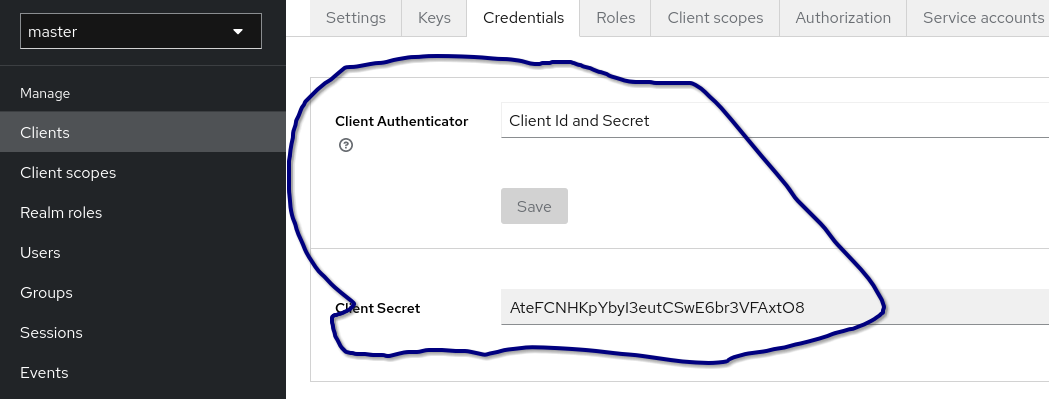 master
Manage
Clients
Client scopes
Realm roles
Users
Groups
Sessions
Events
Settings Keys Credentials Roles Client scopes Authorization Service accounts
Client Authenticator Client Id and Secret
Save
Client Secret AteFCNHKpYbyI3eutCSwE6br3VFAxtO8